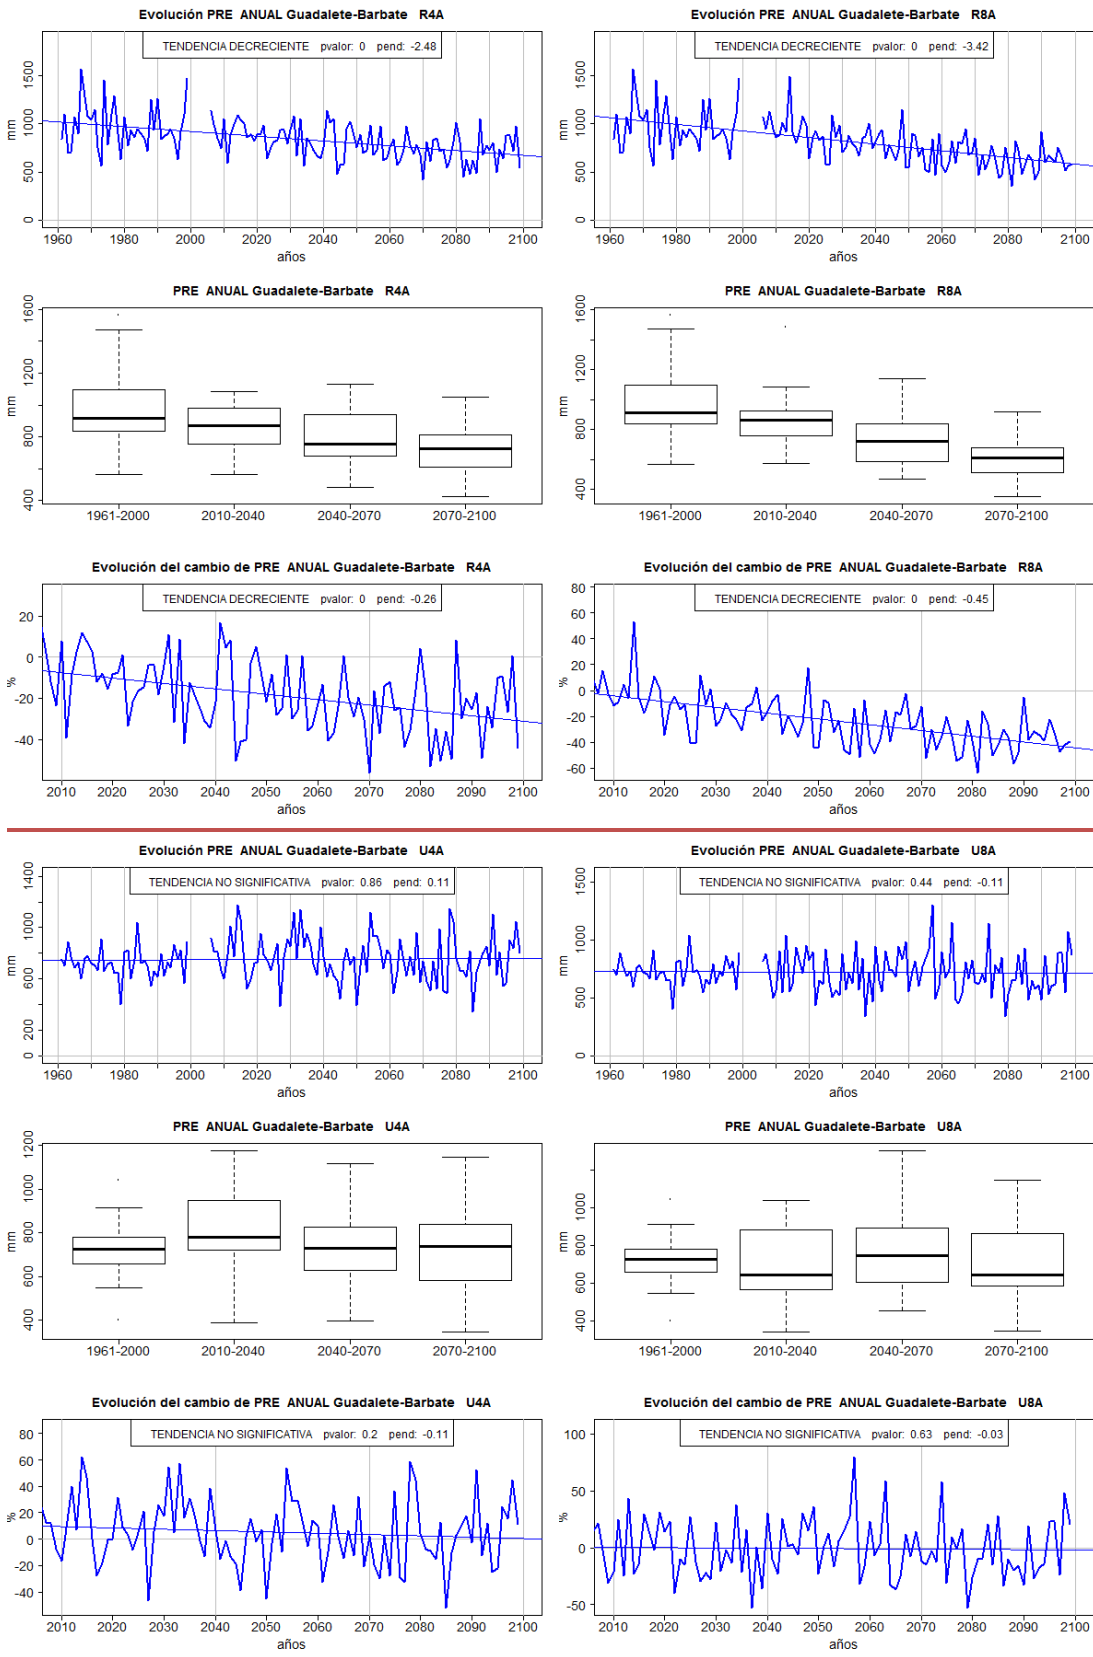 Evolución PRE ANUAL Guadalete-Barbate R4A
TENDENCIA DECRECIENTE pvalor: 0 pend: -2.48
mm
0 500 1000 1500
1960 1980 2000 2020 2040 2060 2080 2100
años
Evolución PRE ANUAL Guadalete-Barbate R8A
TENDENCIA DECRECIENTE pvalor: 0 pend: -3.42
mm
0 500 1000 1500
1960 1980 2000 2020 2040 2060 2080 2100
años
PRE ANUAL Guadalete-Barbate R4A
mm
400 800 1200 1600
1961-2000 2010-2040 2040-2070 2070-2100
PRE ANUAL Guadalete-Barbate R8A
mm
400 800 1200 1600
1961-2000 2010-2040 2040-2070 2070-2100
Evolución del cambio de PRE ANUAL Guadalete-Barbate R4A
TENDENCIA DECRECIENTE pvalor: 0 pend: -0.26
%
20
0
-20
-40
2010 2020 2030 2040 2050 2060 2070 2080 2090 2100
años
Evolución del cambio de PRE ANUAL Guadalete-Barbate R8A
TENDENCIA DECRECIENTE pvalor: 0 pend: -0.45
%
80
60
40
20
0
-20
-40
-60
2010 2020 2030 2040 2050 2060 2070 2080 2090 2100
años
Evolución PRE ANUAL Guadalete-Barbate U4A
TENDENCIA NO SIGNIFICATIVA pvalor: 0.86 pend: 0.11
mm
0 200 600 1000 1400
1960 1980 2000 2020 2040 2060 2080 2100
años
Evolución PRE ANUAL Guadalete-Barbate U8A
TENDENCIA NO SIGNIFICATIVA pvalor: 0.44 pend: -0.11
mm
0 500 1000 1500
1960 1980 2000 2020 2040 2060 2080 2100
años
PRE ANUAL Guadalete-Barbate U4A
mm
400 600 800 1000 1200
1961-2000 2010-2040 2040-2070 2070-2100
PRE ANUAL Guadalete-Barbate U8A
mm
400 600 800 1000
1961-2000 2010-2040 2040-2070 2070-2100
Evolución del cambio de PRE ANUAL Guadalete-Barbate U4A
TENDENCIA NO SIGNIFICATIVA pvalor: 0.2 pend: -0.11
%
80
60
40
20
0
-20
-40
2010 2020 2030 2040 2050 2060 2070 2080 2090 2100
años
Evolución del cambio de PRE ANUAL Guadalete-Barbate U8A
TENDENCIA NO SIGNIFICATIVA pvalor: 0.63 pend: -0.03
%
100
50
0
-50
2010 2020 2030 2040 2050 2060 2070 2080 2090 2100
años